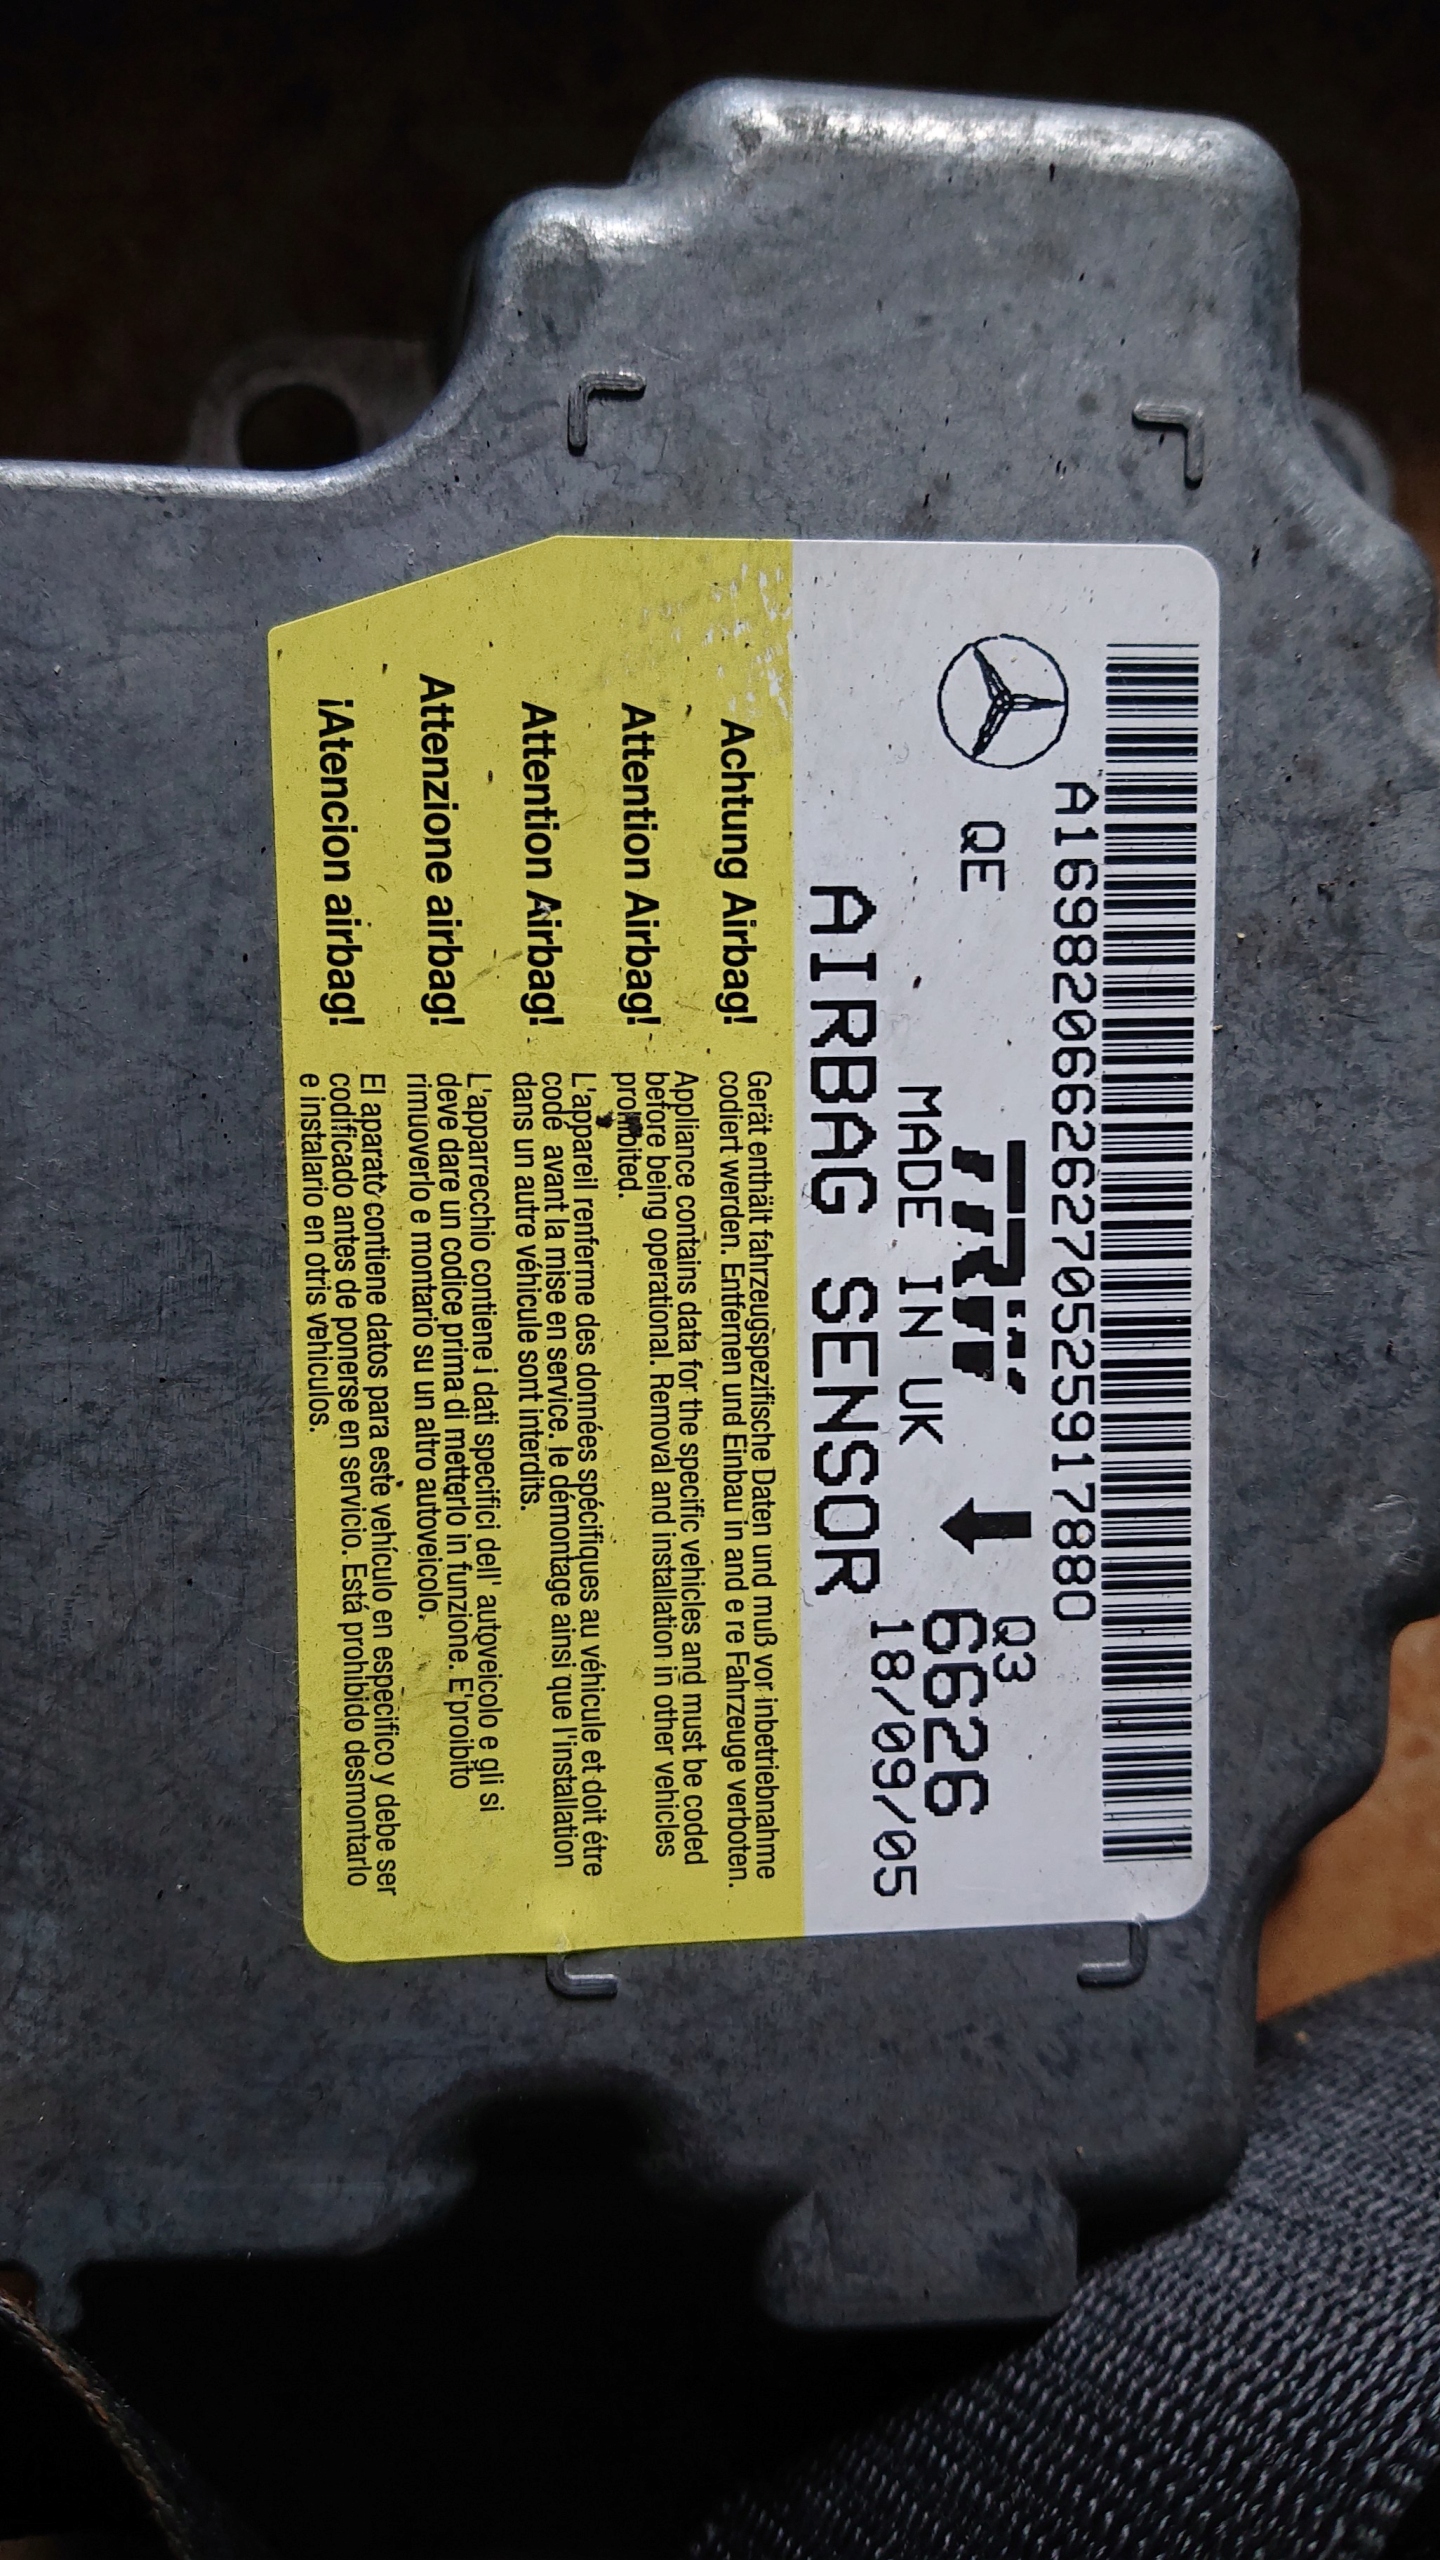 A1698206626270525917880
QE
TRW
Q3
6626
MADE IN UK
18/09/05
AIRBAG SENSOR
Achtung Airbag!
Gerät enthält fahrzeugspezifische Daten und muß vor inbetriebnahme
codiert werden. Entfernen und Einbau in and e re Fahrzeuge verboten.
Attention Airbag!
Appliance contains data for the specific vehicles and must be coded
before being operational. Removal and installation in other vehicles
prohibited.
Attention Airbag!
L'appareil renferme des données spécifiques au véhicule et doit étre
codé avant la mise en service. le démontage ainsi que l'installation
dans un autre véhicule sont interdits.
Attenzione airbag!
L'apparecchio contiene i dati specifici dell' autoveicolo e gli si
deve dare un codice prima di metterlo in funzione. E'proibito
rimuoverlo e montario su un altro autoveicolo.
¡Atencion airbag!
El aparato contiene datos para este vehículo en especifico y debe ser
codificado antes de ponerse en servicio. Está prohibido desmontarlo
e instalario en otris vehiculos.